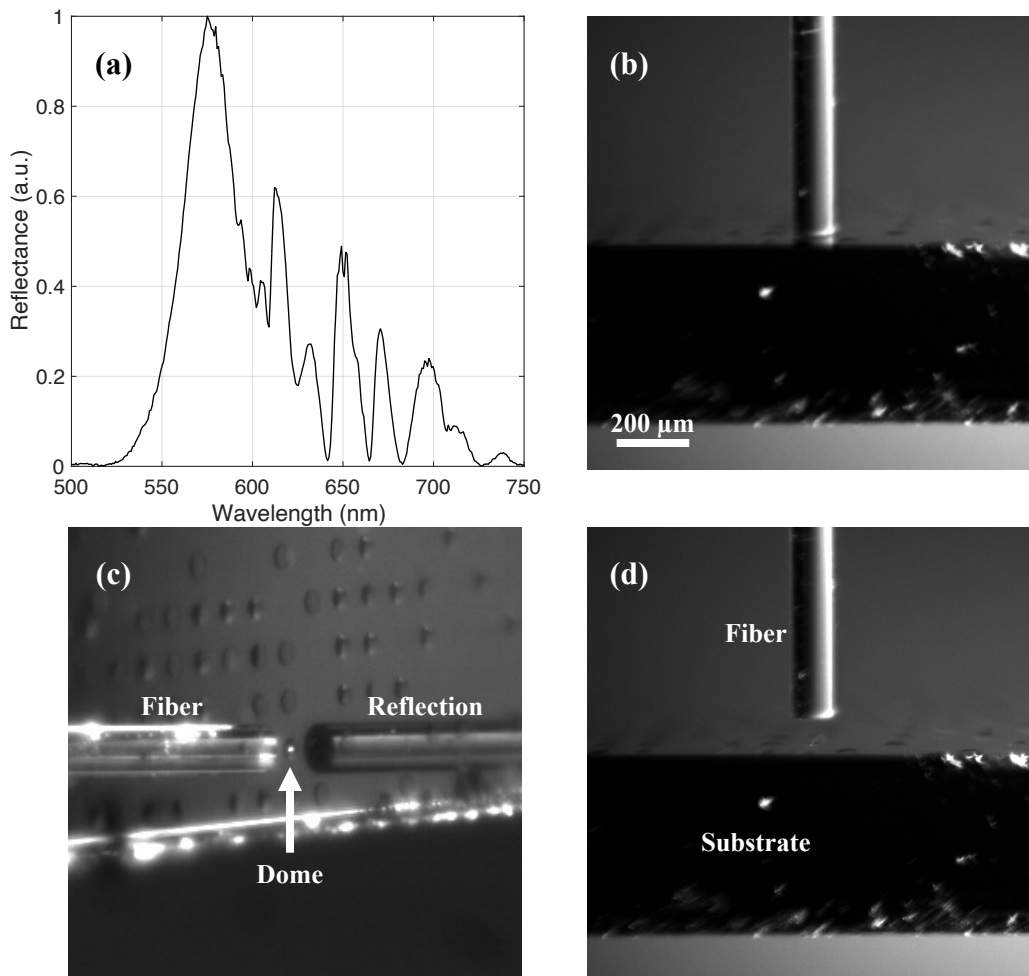 (a)
Reflectance (a.u.)
1
0.8
0.6
0.4
0.2
0
500
550
600
650
700
750
Wavelength (nm)
(b)
200 µm
(c)
Fiber
Reflection
Dome
(d)
Fiber
Substrate